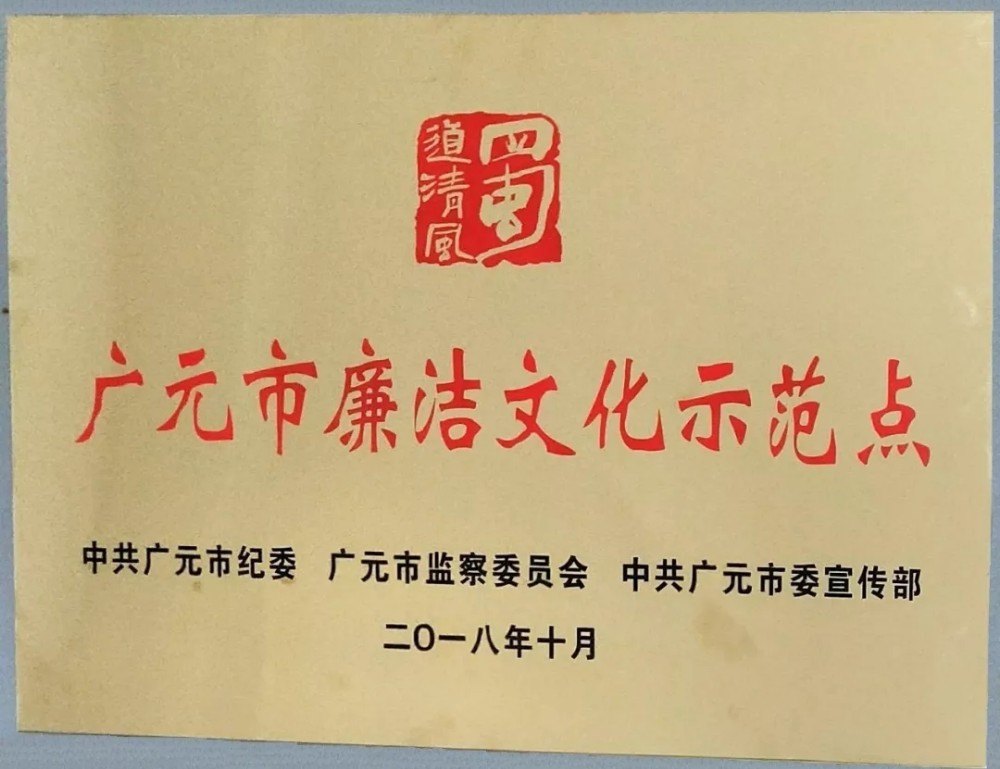 蜀道清風
广元市廉洁文化示范点
中共广元市纪委 广元市监察委员会 中共广元市委宣传部
二〇一八年十月